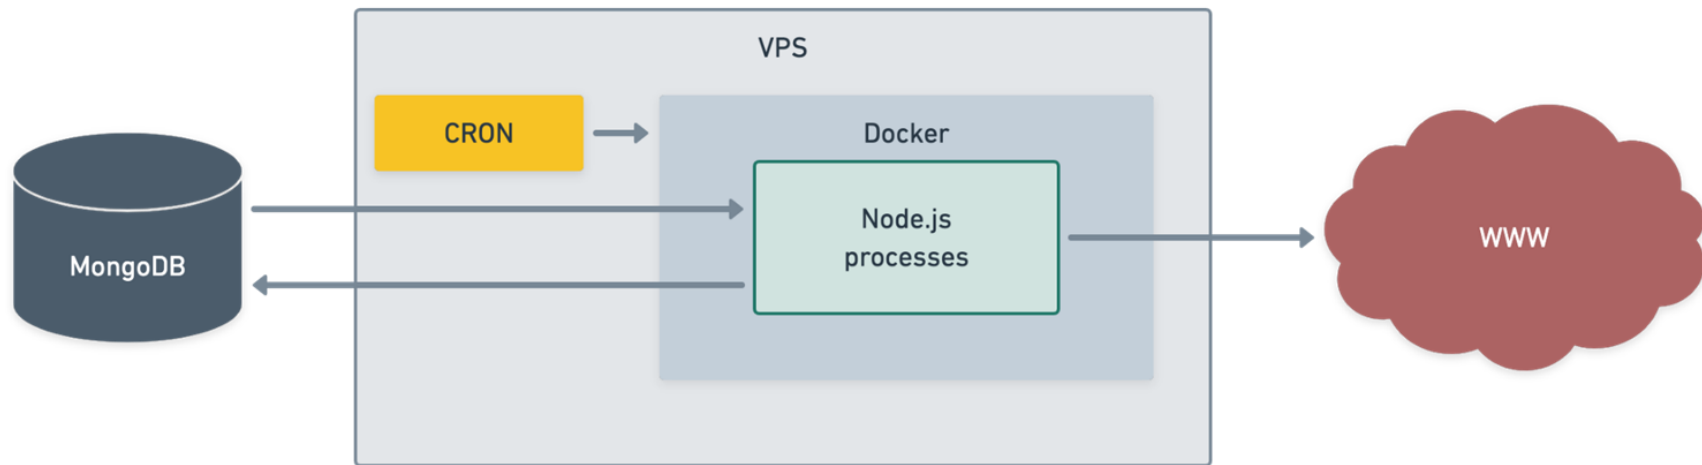 VPS
CRON
Docker
MongoDB
Node.js
processes
WWW